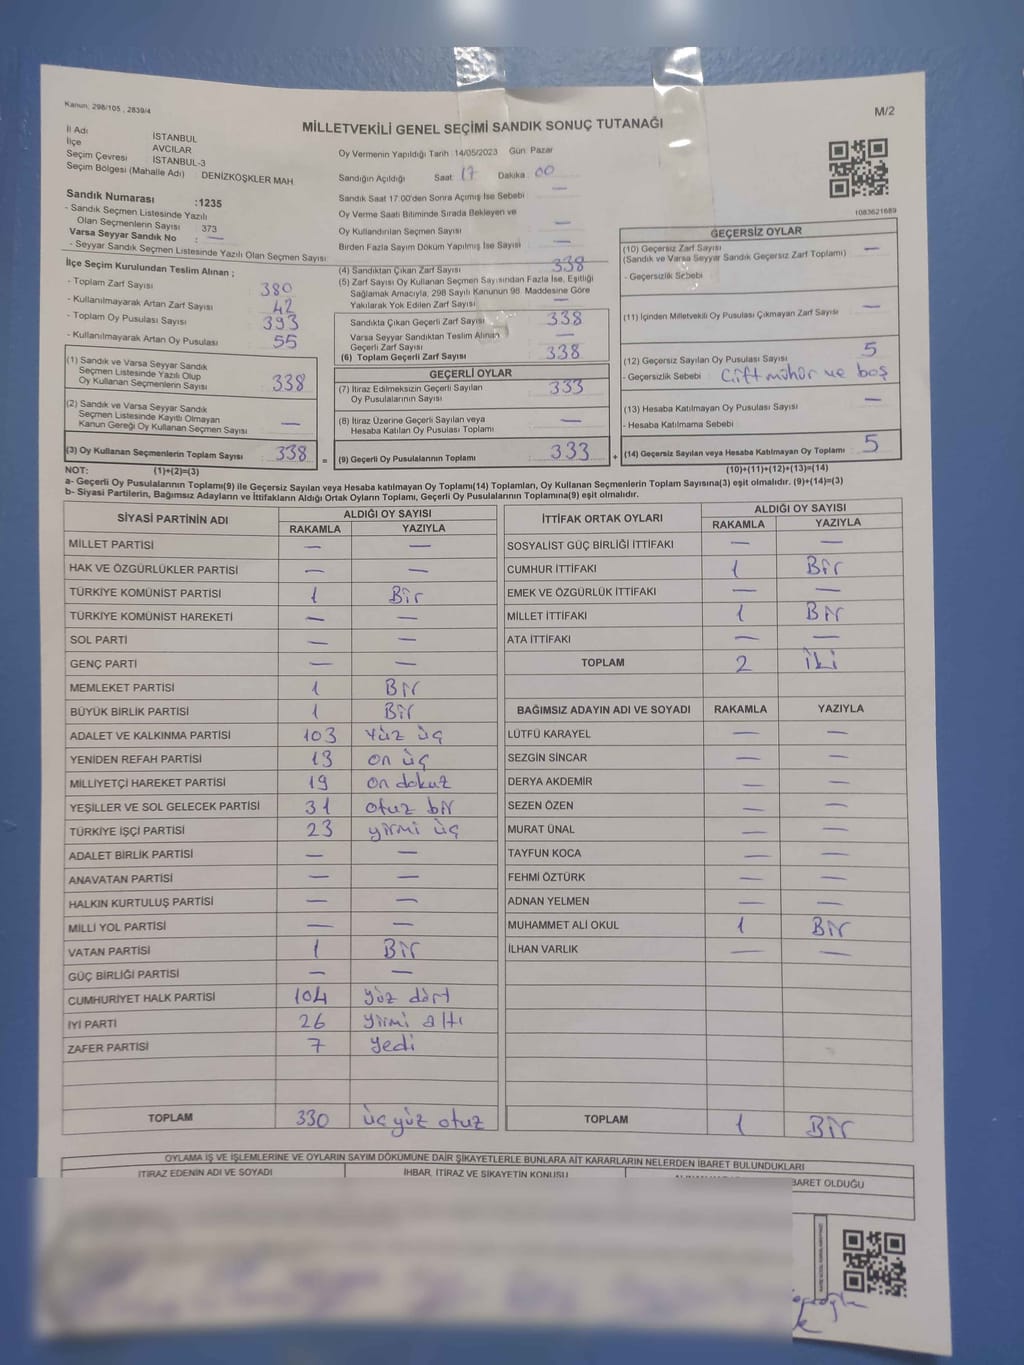 Kanun, 298/105 , 2839/4
M/2
MİLLETVEKİLİ GENEL SEÇİMİ SANDIK SONUÇ TUTANAĞI
İl Adı İSTANBUL
İlçe AVCILAR
Seçim Çevresi İSTANBUL-3
Seçim Bölgesi (Mahalle Adı) DENİZKÖŞKLER MAH.
Oy Vermenin Yapıldığı Tarih :14/05/2023 Gün: Pazar
Sandığın Açıldığı Saat: 17 Dakika: 00
Sandık Saat 17.00'den Sonra Açımış İse Sebebi : —
Oy Verme Saati Bitiminde Sırada Bekleyen ve
Oy Kullandırılan Seçmen Sayısı : —
Birden Fazla Sayım Döküm Yapılmış İse Sayısı : —
1083621689
Sandık Numarası :1235
- Sandık Seçmen Listesinde Yazılı
Olan Seçmenlerin Sayısı 373
Varsa Seyyar Sandık No : —
- Seyyar Sandık Seçmen Listesinde Yazılı Olan Seçmen Sayısı
İlçe Seçim Kurulundan Teslim Alınan ;
- Toplam Zarf Sayısı : 380
- Kullanılmayarak Artan Zarf Sayısı : 42
- Toplam Oy Pusulası Sayısı : 393
- Kullanılmayarak Artan Oy Pusulası : 55
(1) Sandık ve Varsa Seyyar Sandık
Seçmen Listesinde Yazılı Olup
Oy Kullanan Seçmenlerin Sayısı : 338
(2) Sandık ve Varsa Seyyar Sandık
Seçmen Listesinde Kayıtlı Olmayan
Kanun Gereği Oy Kullanan Seçmen Sayısı : —
(3) Oy Kullanan Seçmenlerin Toplam Sayısı : 338 =
(4) Sandıktan Çıkan Zarf Sayısı : 338
(5) Zarf Sayısı Oy Kullanan Seçmen Sayısından Fazla İse, Eşitliği
Sağlamak Amacıyla, 298 Sayılı Kanunun 98. Maddesine Göre
Yakılarak Yok Edilen Zarf Sayısı : —
Sandıkta Çıkan Geçerli Zarf Sayısı : 338
Varsa Seyyar Sandıktan Teslim Alınan
Geçerli Zarf Sayısı : —
(6) Toplam Geçerli Zarf Sayısı : 338
GEÇERLİ OYLAR
(7) İtiraz Edilmeksizin Geçerli Sayılan
Oy Pusulalarının Sayısı : 333
(8) İtiraz Üzerine Geçerli Sayılan veya
Hesaba Katılan Oy Pusulası Toplamı : —
(9) Geçerli Oy Pusulalarının Toplamı : 333 +
GEÇERSİZ OYLAR
(10) Geçersiz Zarf Sayısı : —
(Sandık ve Varsa Seyyar Sandık Geçersiz Zarf Toplamı)
- Geçersizlik Sebebi :
(11) İçinden Milletvekili Oy Pusulası Çıkmayan Zarf Sayısı : —
(12) Geçersiz Sayılan Oy Pusulası Sayısı : 5
- Geçersizlik Sebebi : Çift mühür ve boş
(13) Hesaba Katılmayan Oy Pusulası Sayısı : —
- Hesaba Katılmama Sebebi :
(14) Geçersiz Sayılan veya Hesaba Katılmayan Oy Toplamı : 5
NOT: (1)+(2)=(3) (10)+(11)+(12)+(13)=(14)
a- Geçerli Oy Pusulalarının Toplamı(9) ile Geçersiz Sayılan veya Hesaba katılmayan Oy Toplamı(14) Toplamları, Oy Kullanan Seçmenlerin Toplam Sayısına(3) eşit olmalıdır. (9)+(14)=(3)
b- Siyasi Partilerin, Bağımsız Adayların ve İttifakların Aldığı Ortak Oyların Toplamı, Geçerli Oy Pusulalarının Toplamına(9) eşit olmalıdır.
SİYASİ PARTİNİN ADI ALDIĞI OY SAYISI
RAKAMLA YAZIYLA
MİLLET PARTİSİ — —
HAK VE ÖZGÜRLÜKLER PARTİSİ — —
TÜRKİYE KOMÜNİST PARTİSİ 1 Bir
TÜRKİYE KOMÜNİST HAREKETİ — —
SOL PARTİ — —
GENÇ PARTİ — —
MEMLEKET PARTİSİ 1 Bir
BÜYÜK BİRLİK PARTİSİ 1 Bir
ADALET VE KALKINMA PARTİSİ 103 Yüz üç
YENİDEN REFAH PARTİSİ 13 on üç
MİLLİYETÇİ HAREKET PARTİSİ 19 on dokuz
YEŞİLLER VE SOL GELECEK PARTİSİ 31 otuz bir
TÜRKİYE İŞÇİ PARTİSİ 23 yirmi üç
ADALET BİRLİK PARTİSİ — —
ANAVATAN PARTİSİ — —
HALKIN KURTULUŞ PARTİSİ — —
MİLLİ YOL PARTİSİ — —
VATAN PARTİSİ 1 Bir
GÜÇ BİRLİĞİ PARTİSİ — —
CUMHURİYET HALK PARTİSİ 104 yüz dört
İYİ PARTİ 26 yirmi altı
ZAFER PARTİSİ 7 yedi
TOPLAM 330 üç yüz otuz
İTTİFAK ORTAK OYLARI ALDIĞI OY SAYISI
RAKAMLA YAZIYLA
SOSYALİST GÜÇ BİRLİĞİ İTTİFAKI — —
CUMHUR İTTİFAKI 1 Bir
EMEK VE ÖZGÜRLÜK İTTİFAKI — —
MİLLET İTTİFAKI 1 Bir
ATA İTTİFAKI — —
TOPLAM 2 iki
BAĞIMSIZ ADAYIN ADI VE SOYADI RAKAMLA YAZIYLA
LÜTFÜ KARAYEL — —
SEZGİN SİNCAR — —
DERYA AKDEMİR — —
SEZEN ÖZEN — —
MURAT ÜNAL — —
TAYFUN KOCA — —
FEHMİ ÖZTÜRK — —
ADNAN YELMEN — —
MUHAMMET ALİ OKUL 1 Bir
İLHAN VARLIK — —
TOPLAM 1 Bir
OYLAMA İŞ VE İŞLEMLERİNE VE OYLARIN SAYIM DÖKÜMÜNE DAİR ŞİKAYETLERLE BUNLARA AİT KARARLARIN NELERDEN İBARET BULUNDUKLARI
İTİRAZ EDENİN ADI VE SOYADI İHBAR, İTİRAZ VE ŞİKAYETİN KONUSU BARET OLDUĞU